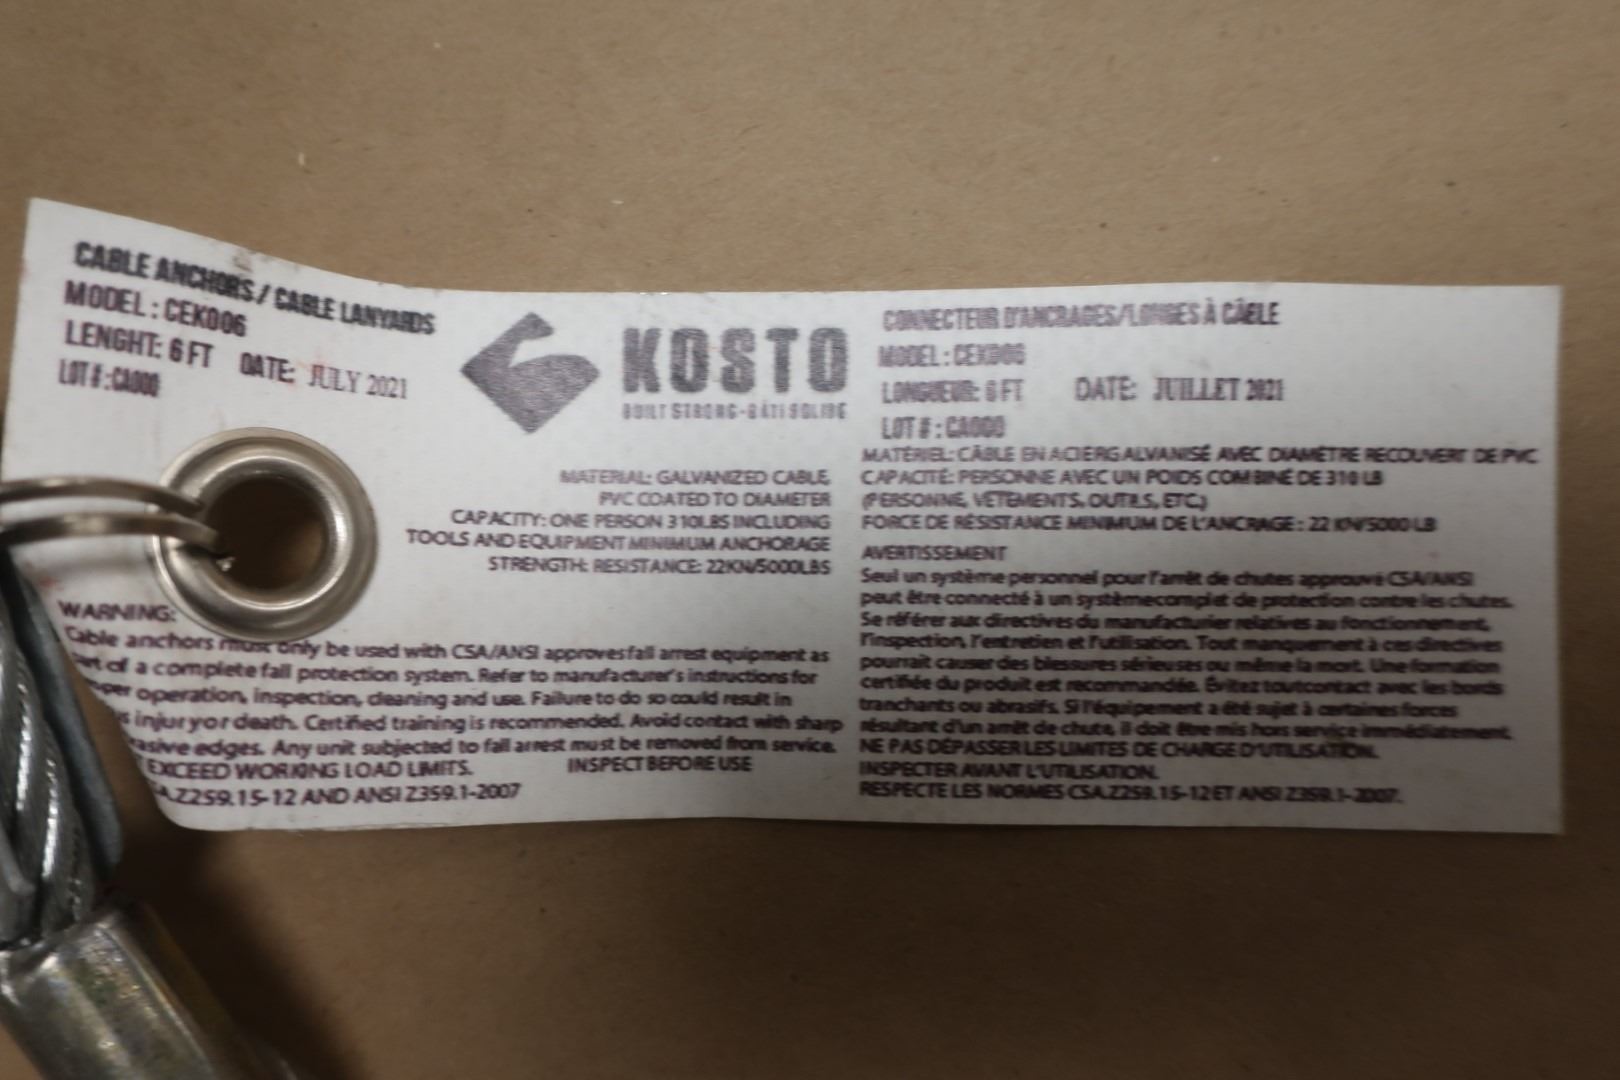 CABLE ANCHORS / CABLE LANYARDS
MODEL : CEK006
LENGHT: 6 FT DATE: JULY 2021
LOT # : CA000
KOSTO
BUILT STRONG-BÂTI SOLIDE
MATERIAL: GALVANIZED CABLE,
PVC COATED TO DIAMETER
CAPACITY: ONE PERSON 310LBS INCLUDING
TOOLS AND EQUIPMENT MINIMUM ANCHORAGE
STRENGTH: RESISTANCE: 22KN/5000LBS
WARNING:
Cable anchors must only be used with CSA/ANSI approves fall arrest equipment as
of a complete fall protection system. Refer to manufacturer's instructions for
operation, inspection, cleaning and use. Failure to do so could result in
injury or death. Certified training is recommended. Avoid contact with sharp
edges. Any unit subjected to fall arrest must be removed from service.
EXCEED WORKING LOAD LIMITS. INSPECT BEFORE USE
Z259.15-12 AND ANSI Z359.1-2007
CONNECTEUR D'ANCRAGES/LONGES À CÂELE
MODEL : CEK006
LONGUEUR: 6 FT DATE: JUILLET 2021
LOT # : CA000
MATÉRIEL: CÂBLE EN ACIERGALVANISÉ AVEC DIAMÈTRE RECOUVERT DE PVC
CAPACITÉ: PERSONNE AVEC UN POIDS COMBINÉ DE 310 LB
(PERSONNE, VÊTEMENTS, OUTILS, ETC.)
FORCE DE RÉSISTANCE MINIMUM DE L'ANCRAGE : 22 KN/5000 LB
AVERTISSEMENT
Seul un système personnel pour l'arrêt de chutes approuvé CSA/ANSI
peut être connecté à un système complet de protection contre les chutes.
Se référer aux directives du manufacturier relatives au fonctionnement,
l'inspection, l'entretien et l'utilisation. Tout manquement à ces directives
pourrait causer des blessures sérieuses ou même la mort. Une formation
certifiée du produit est recommandée. Évitez tout contact avec les bords
tranchants ou abrasifs. Si l'équipement a été sujet à certaines forces
résultant d'un arrêt de chute, il doit être mis hors service immédiatement.
NE PAS DÉPASSER LES LIMITES DE CHARGE D'UTILISATION.
INSPECTER AVANT L'UTILISATION.
RESPECTE LES NORMES CSA.Z259.15-12 ET ANSI Z359.1-2007.